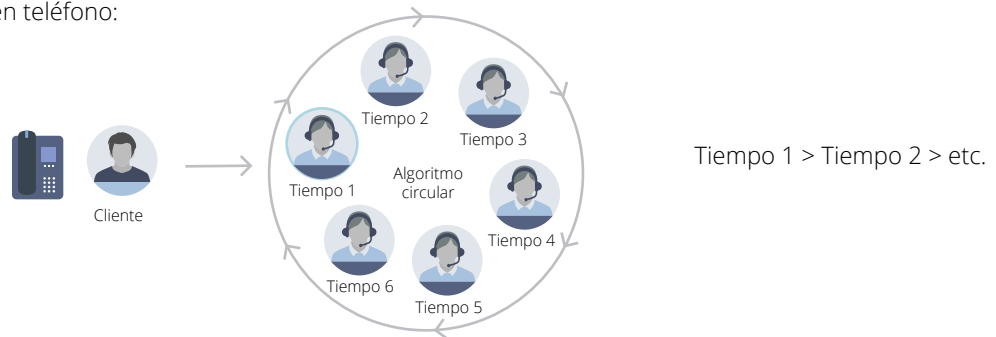 en teléfono:
Tiempo 2
Tiempo 3
Tiempo 1
Algoritmo
circular
Tiempo 1 > Tiempo 2 > etc.
Cliente
Tiempo 4
Tiempo 6
Tiempo 5